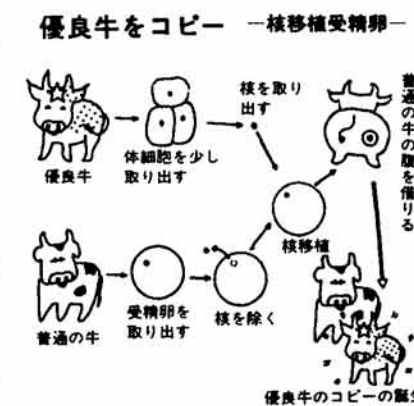 優良牛をコピー ―核移植受精卵―
優良牛
体細胞を少し
取り出す
核を取り
出す
普通の牛の腹を借りる
核移植
普通の牛
受精卵を
取り出す
核を除く
優良牛のコピーの誕生